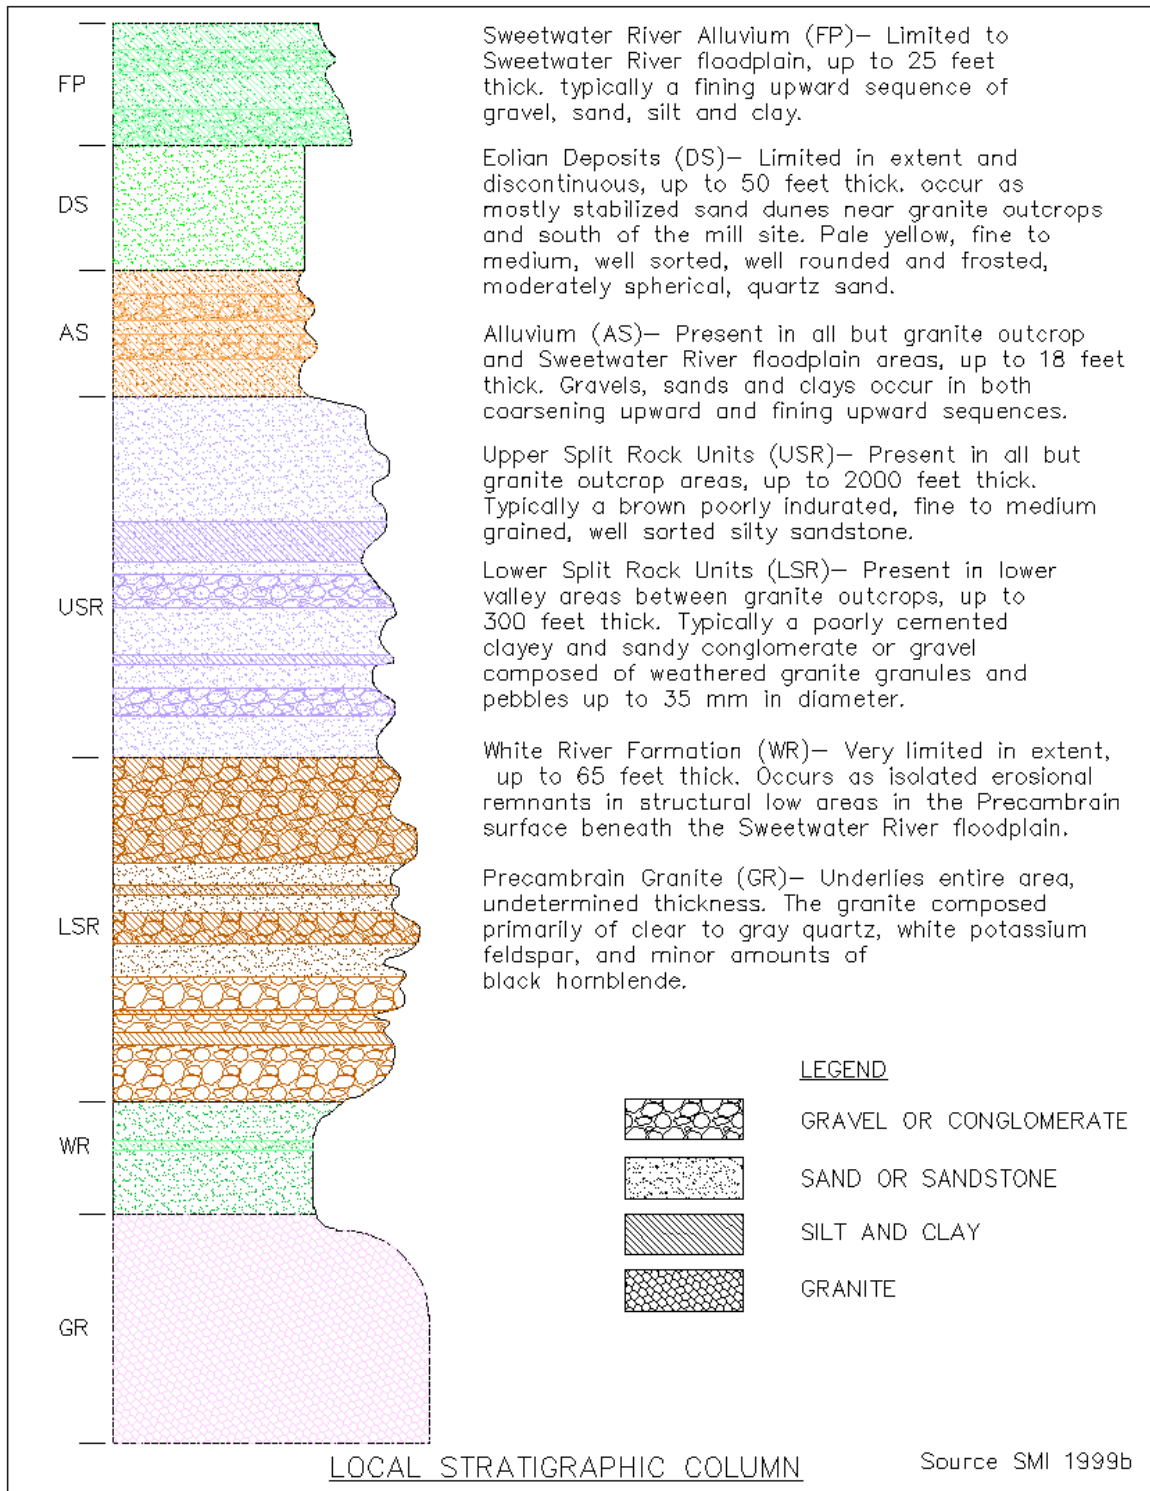 FP
Sweetwater River Alluvium (FP)– Limited to
Sweetwater River floodplain, up to 25 feet
thick. typically a fining upward sequence of
gravel, sand, silt and clay.
DS
Eolian Deposits (DS)– Limited in extent and
discontinuous, up to 50 feet thick. occur as
mostly stabilized sand dunes near granite outcrops
and south of the mill site. Pale yellow, fine to
medium, well sorted, well rounded and frosted,
moderately spherical, quartz sand.
AS
Alluvium (AS)– Present in all but granite outcrop
and Sweetwater River floodplain areas, up to 18 feet
thick. Gravels, sands and clays occur in both
coarsening upward and fining upward sequences.
USR
Upper Split Rock Units (USR)– Present in all but
granite outcrop areas, up to 2000 feet thick.
Typically a brown poorly indurated, fine to medium
grained, well sorted silty sandstone.
LSR
Lower Split Rock Units (LSR)– Present in lower
valley areas between granite outcrops, up to
300 feet thick. Typically a poorly cemented
clayey and sandy conglomerate or gravel
composed of weathered granite granules and
pebbles up to 35 mm in diameter.
WR
White River Formation (WR)– Very limited in extent,
up to 65 feet thick. Occurs as isolated erosional
remnants in structural low areas in the Precambrain
surface beneath the Sweetwater River floodplain.
GR
Precambrain Granite (GR)– Underlies entire area,
undetermined thickness. The granite composed
primarily of clear to gray quartz, white potassium
feldspar, and minor amounts of
black hornblende.
LEGEND
GRAVEL OR CONGLOMERATE
SAND OR SANDSTONE
SILT AND CLAY
GRANITE
LOCAL STRATIGRAPHIC COLUMN
Source SMI 1999b